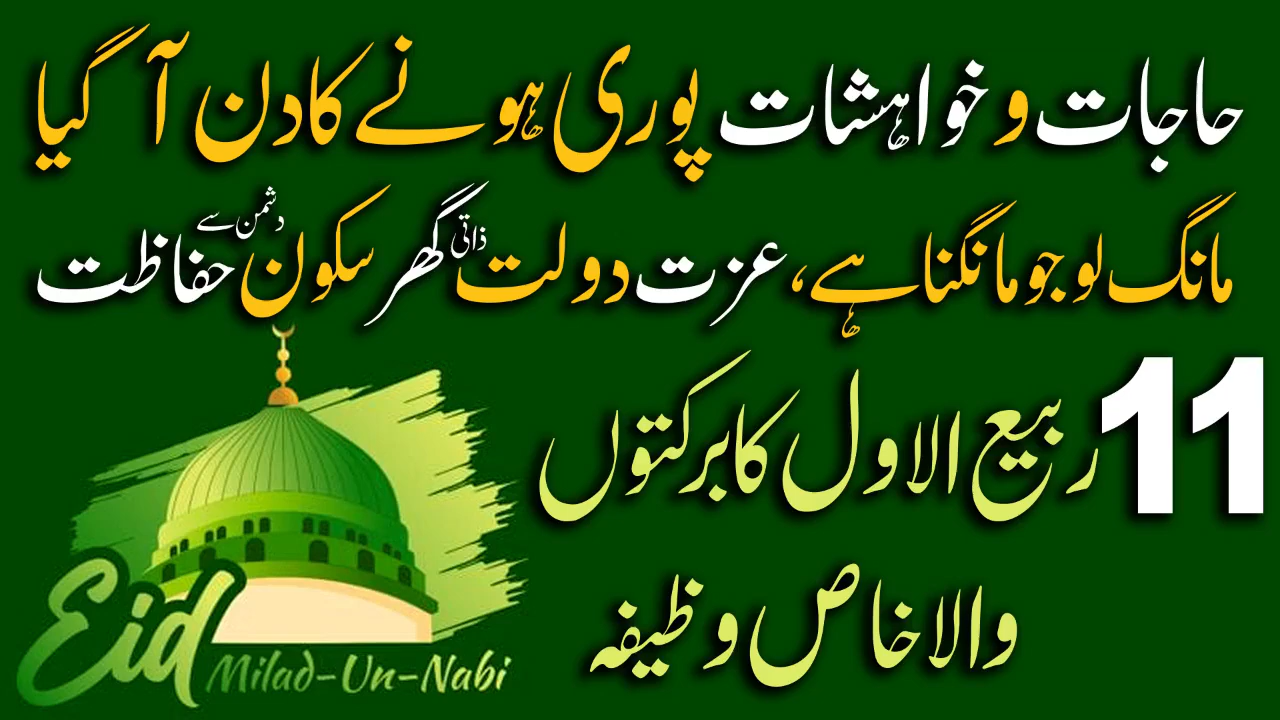 حاجات و خواہشات پوری ہونے کا دن آ گیا
مانگ لو جو مانگنا ہے، عزت دولت ذاتی گھر سکون دشمن سے حفاظت
11 ربیع الاول کا برکتوں
والا خاص وظیفہ
Eid
Milad-Un-Nabi